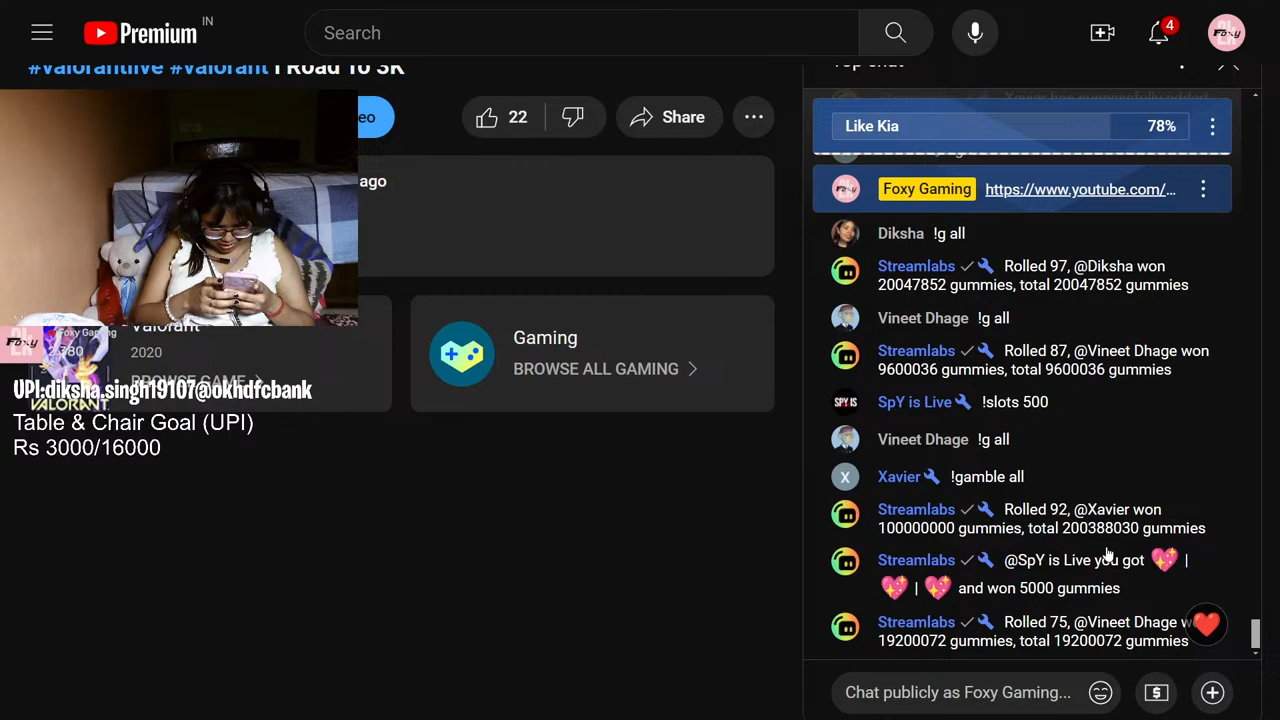 Premium
IN
Search
4
Foxy
#Valorantlive #Valorant I Road To 3K
eo
22
Share
ago
Foxy Gaming
2,380
Foxy
Valorant
2020
BROWSE GAME
VALORANT
Gaming
BROWSE ALL GAMING
UPI:diksha.singh19107@okhdfcbank
Table & Chair Goal (UPI)
Rs 3000/16000
Top chat
Like Kia
78%
Foxy Gaming https://www.youtube.com/...
Diksha !g all
Streamlabs Rolled 97, @Diksha won
20047852 gummies, total 20047852 gummies
Vineet Dhage !g all
Streamlabs Rolled 87, @Vineet Dhage won
9600036 gummies, total 9600036 gummies
SPY IS
SpY is Live !slots 500
Vineet Dhage !g all
X
Xavier !gamble all
Streamlabs Rolled 92, @Xavier won
100000000 gummies, total 200388030 gummies
Streamlabs @SpY is Live you got 💖 |
💖 | 💖 and won 5000 gummies
Streamlabs Rolled 75, @Vineet Dhage
19200072 gummies, total 19200072 gummies
Chat publicly as Foxy Gaming...